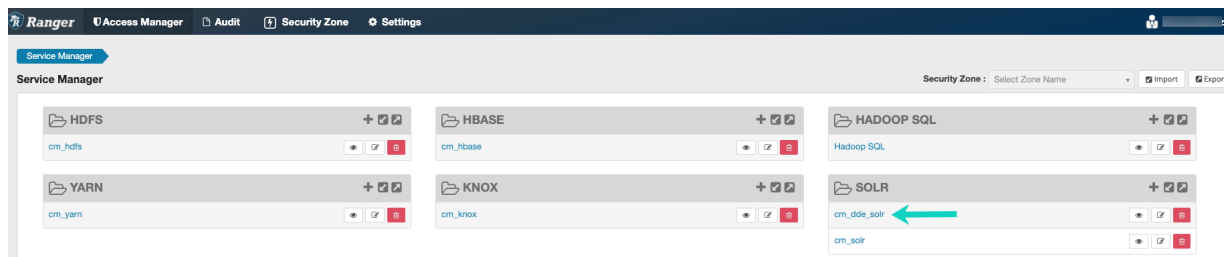 Ranger Access Manager Audit Security Zone Settings
Service Manager
Service Manager Security Zone : Select Zone Name Import Expor
HDFS HBASE HADOOP SQL
cm_hdfs cm_hbase Hadoop SQL
YARN KNOX SOLR
cm_yarn cm_knox cm_dde_solr
cm_solr